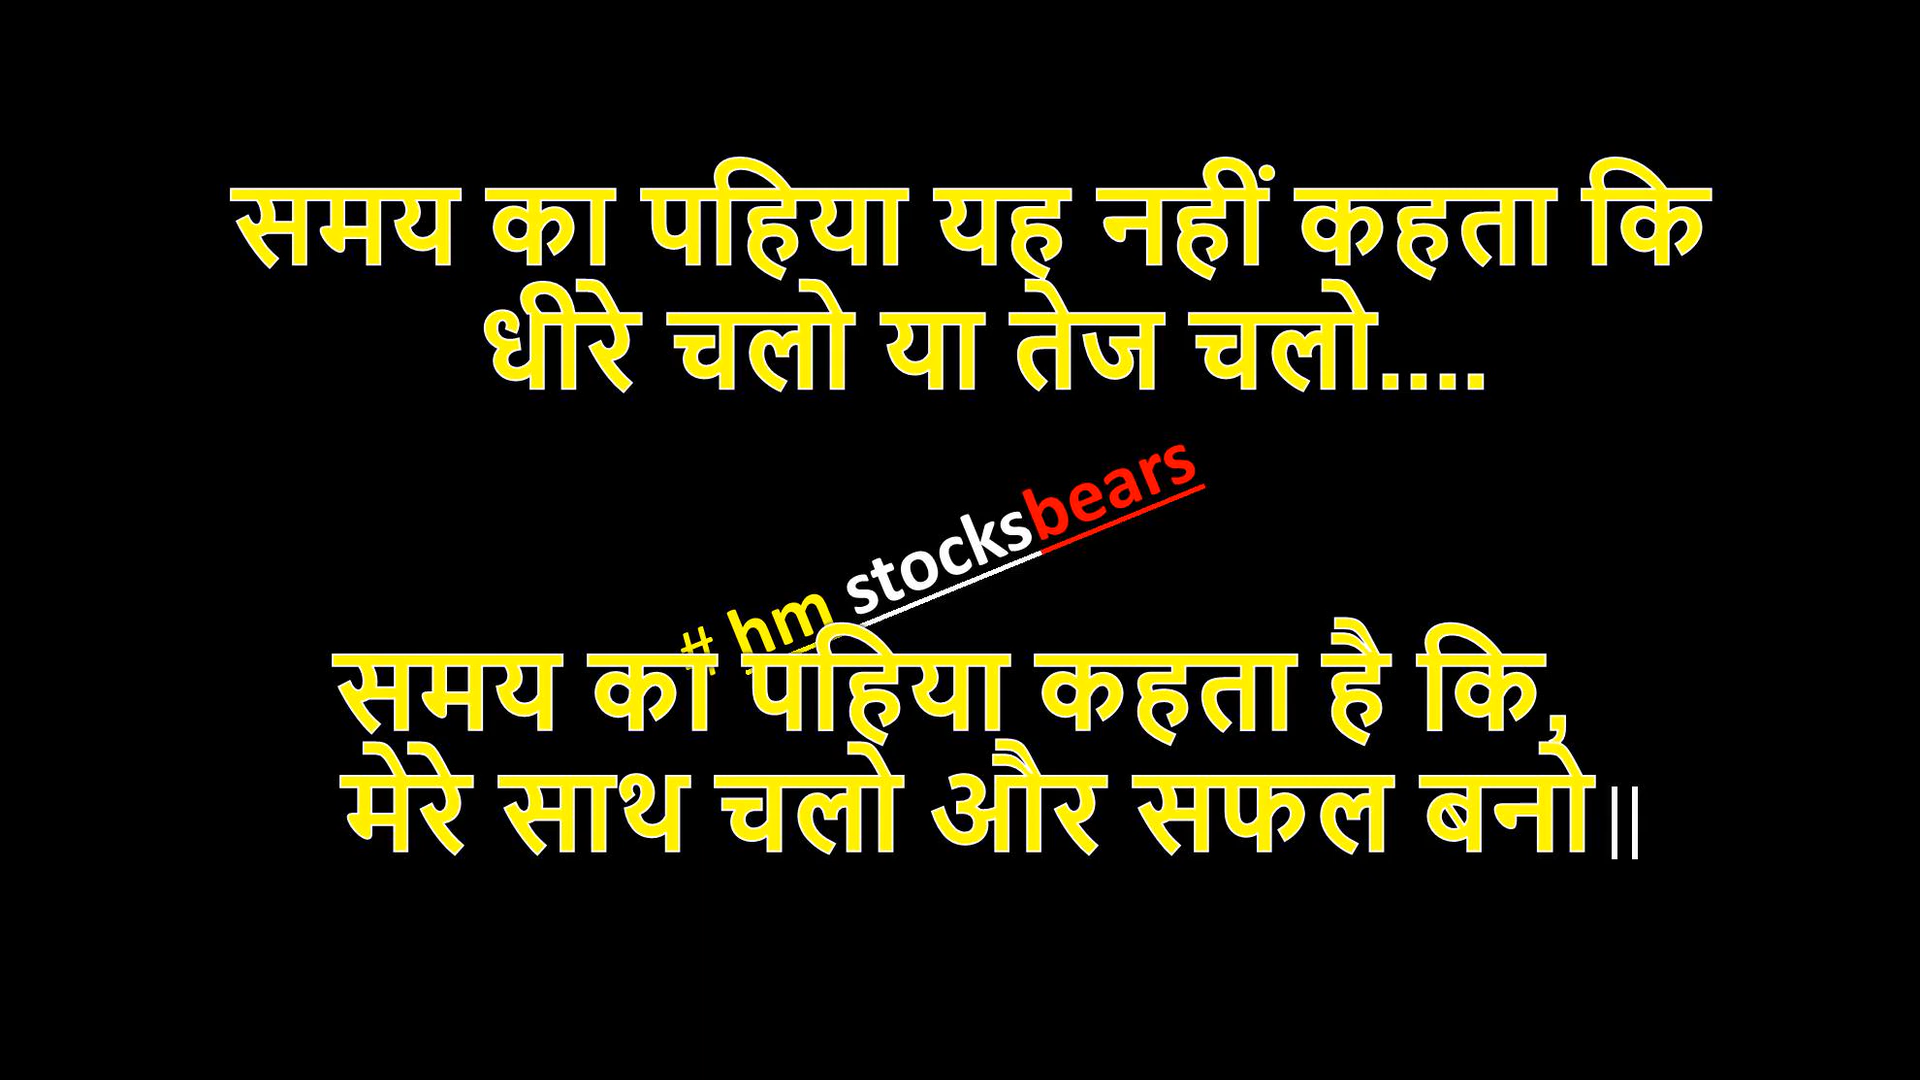 समय का पहिया यह नहीं कहता कि
धीरे चलो या तेज चलो....
# hm stocksbears
समय का पहिया कहता है कि,
मेरे साथ चलो और सफल बनो||